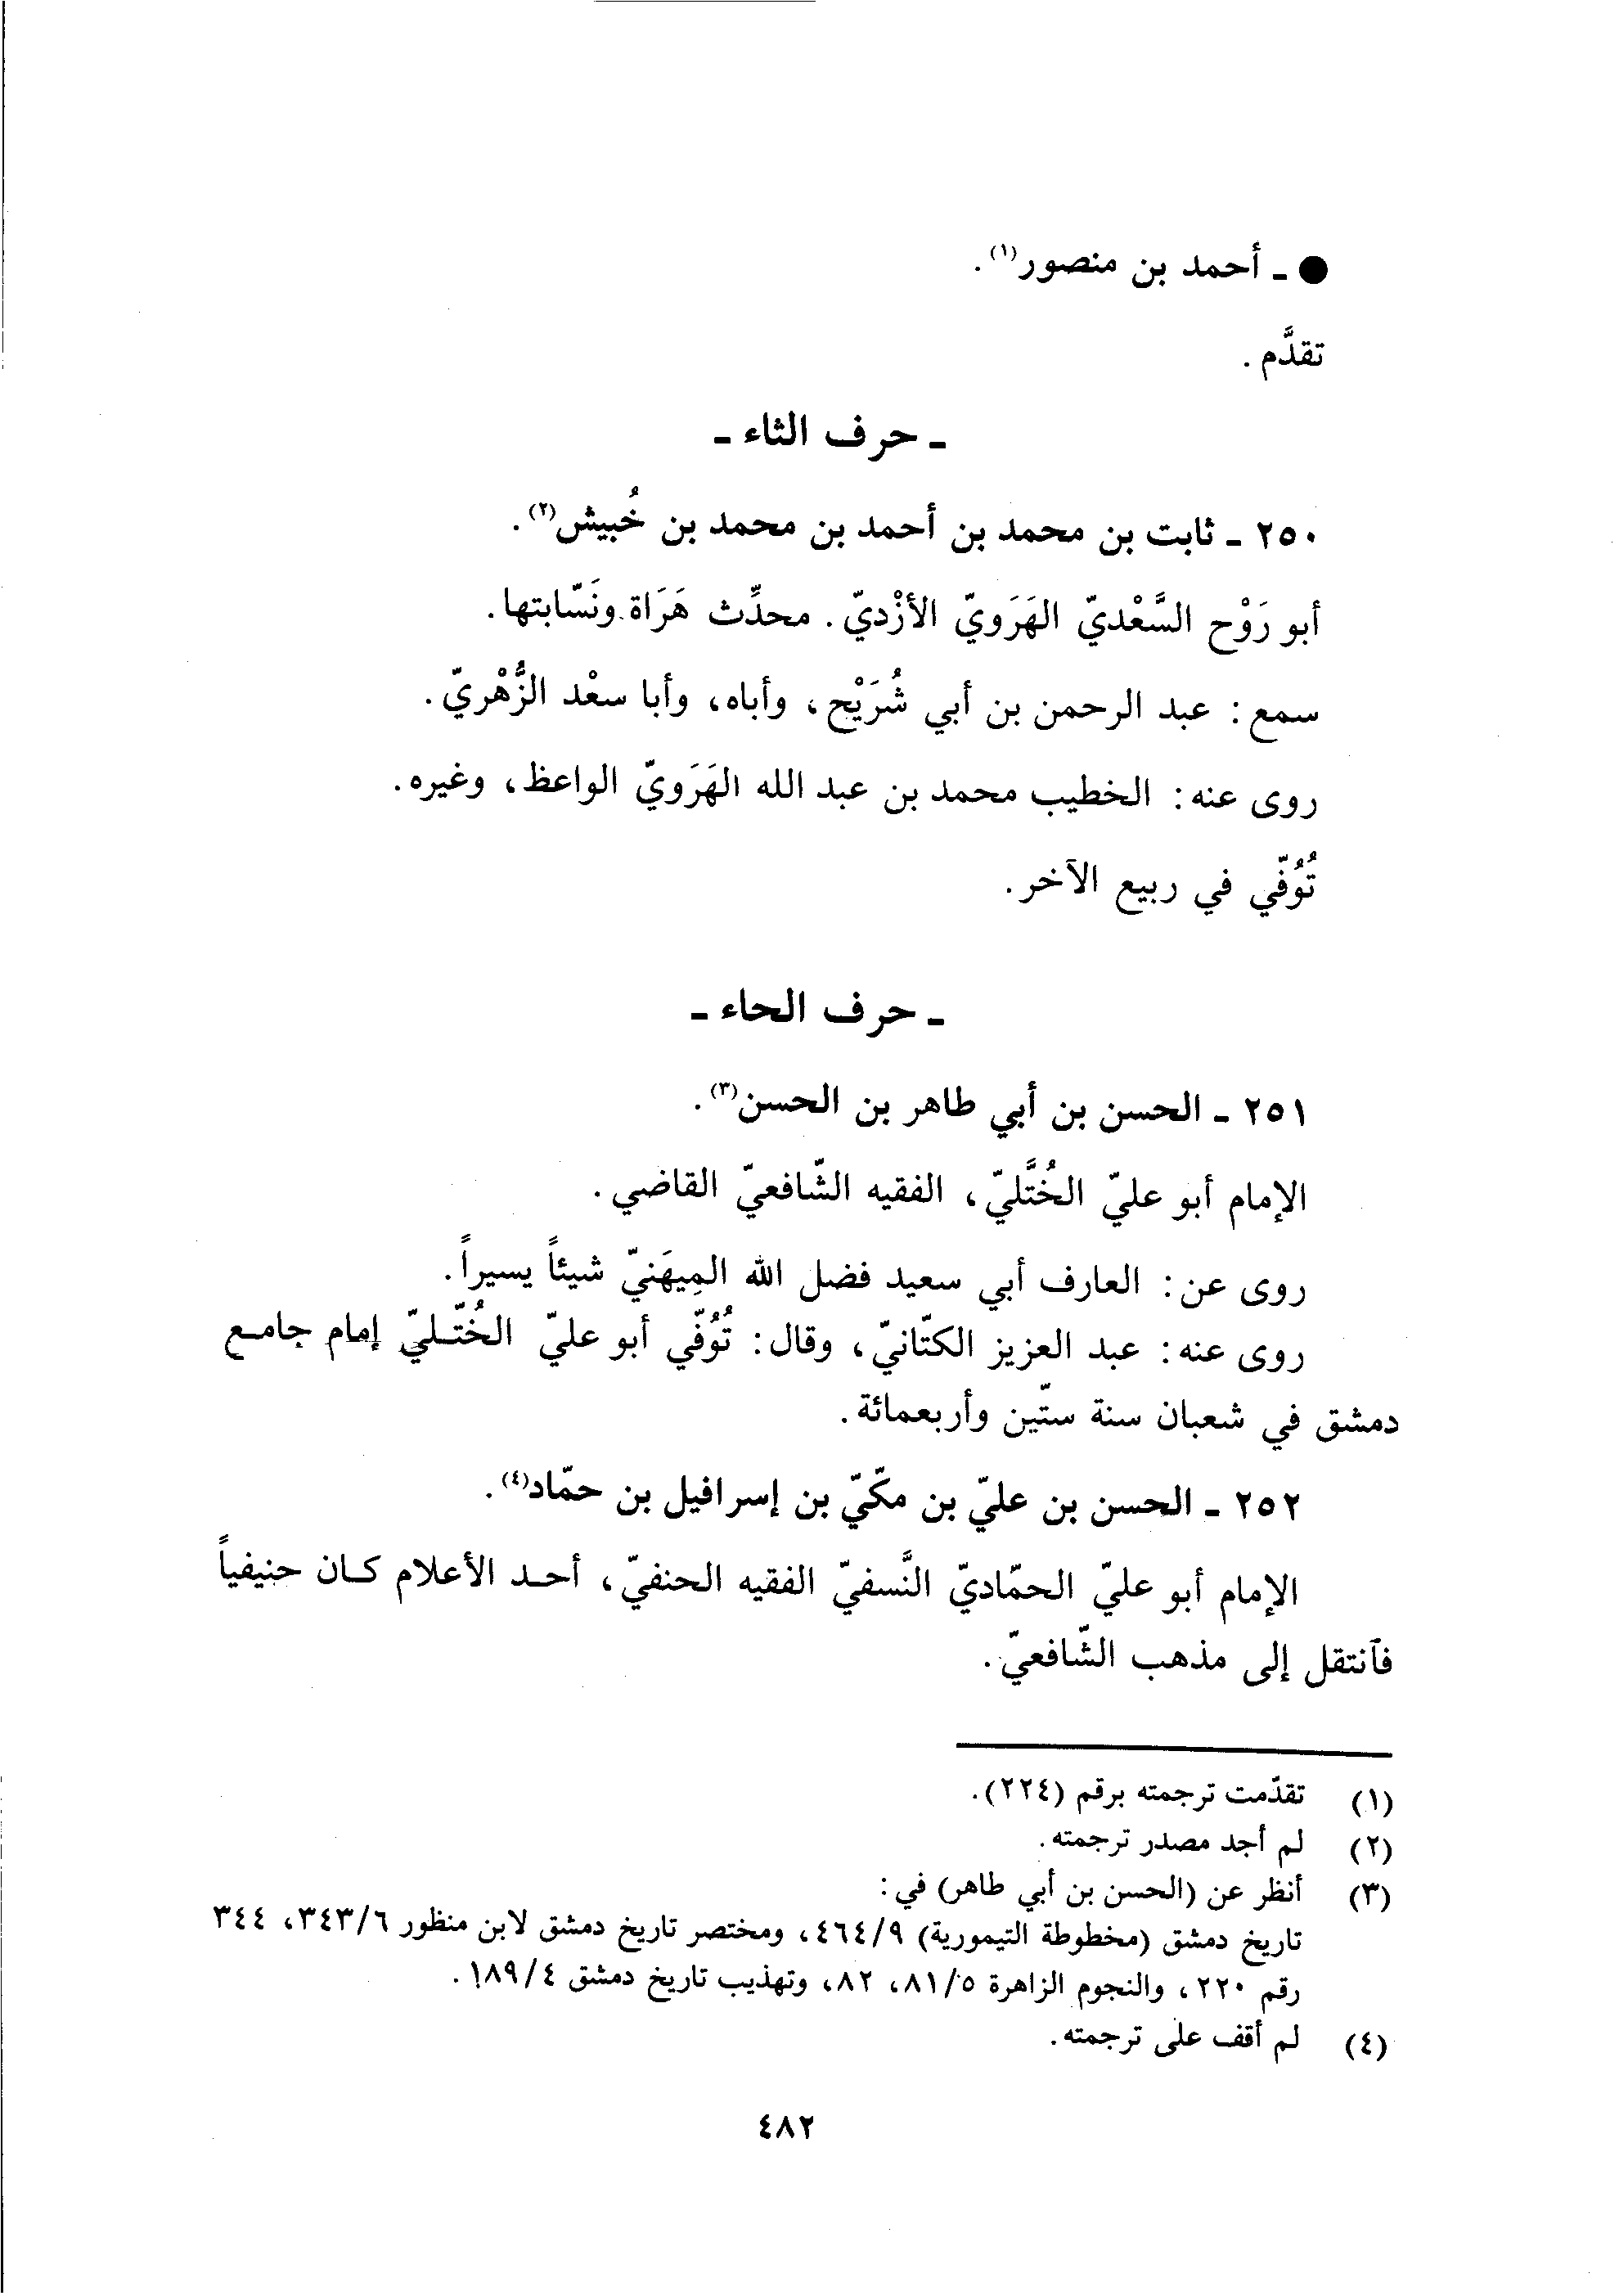 ● ـ أحمد بن منصور(١).
تقدَّم.
ـ حرف الثاء ـ
٢٥٠ ـ ثابت بن محمد بن أحمد بن محمد بن خُبيش(٢).
أبو رَوْح السَّعْديّ الهَرَويّ الأزْديّ. محدِّث هَرَاة ونَسّابتها.
سمع: عبد الرحمن بن أبي شُرَيْح، وأباه، وأبا سعْد الزُّهْريّ.
روى عنه: الخطيب محمد بن عبد الله الهَرَويّ الواعظ، وغيره.
تُوُفّي في ربيع الآخر.
ـ حرف الحاء ـ
٢٥١ ـ الحسن بن أبي طاهر بن الحسن(٣).
الإمام أبو عليّ الخُتَّليّ، الفقيه الشّافعيّ القاضي.
روى عن: العارف أبي سعيد فضل الله المِيهَنيّ شيئاً يسيراً.
روى عنه: عبد العزيز الكتّانيّ، وقال: تُوُفّي أبو عليّ الخُتّـليّ إمام جامـع
دمشق في شعبان سنة ستّين وأربعمائة.
٢٥٢ ـ الحسن بن عليّ بن مكّيّ بن إسرافيل بن حمّاد(٤).
الإمام أبو عليّ الحمّاديّ النَّسفيّ الفقيه الحنفيّ، أحـد الأعلام كـان حنيفياً
فآنتقل إلى مذهب الشّافعيّ.
(١) تقدّمت ترجمته برقم (٢٢٤).
(٢) لم أجد مصدر ترجمته.
(٣) أنظر عن (الحسن بن أبي طاهر) في:
تاريخ دمشق (مخطوطة التيمورية) ٩/٤٦٤، ومختصر تاريخ دمشق لابن منظور ٦/٣٤٣، ٣٤٤
رقم ٢٢٠، والنجوم الزاهرة ٥/٨١، ٨٢، وتهذيب تاريخ دمشق ٤/١٨٩.
(٤) لم أقف على ترجمته.
٤٨٢